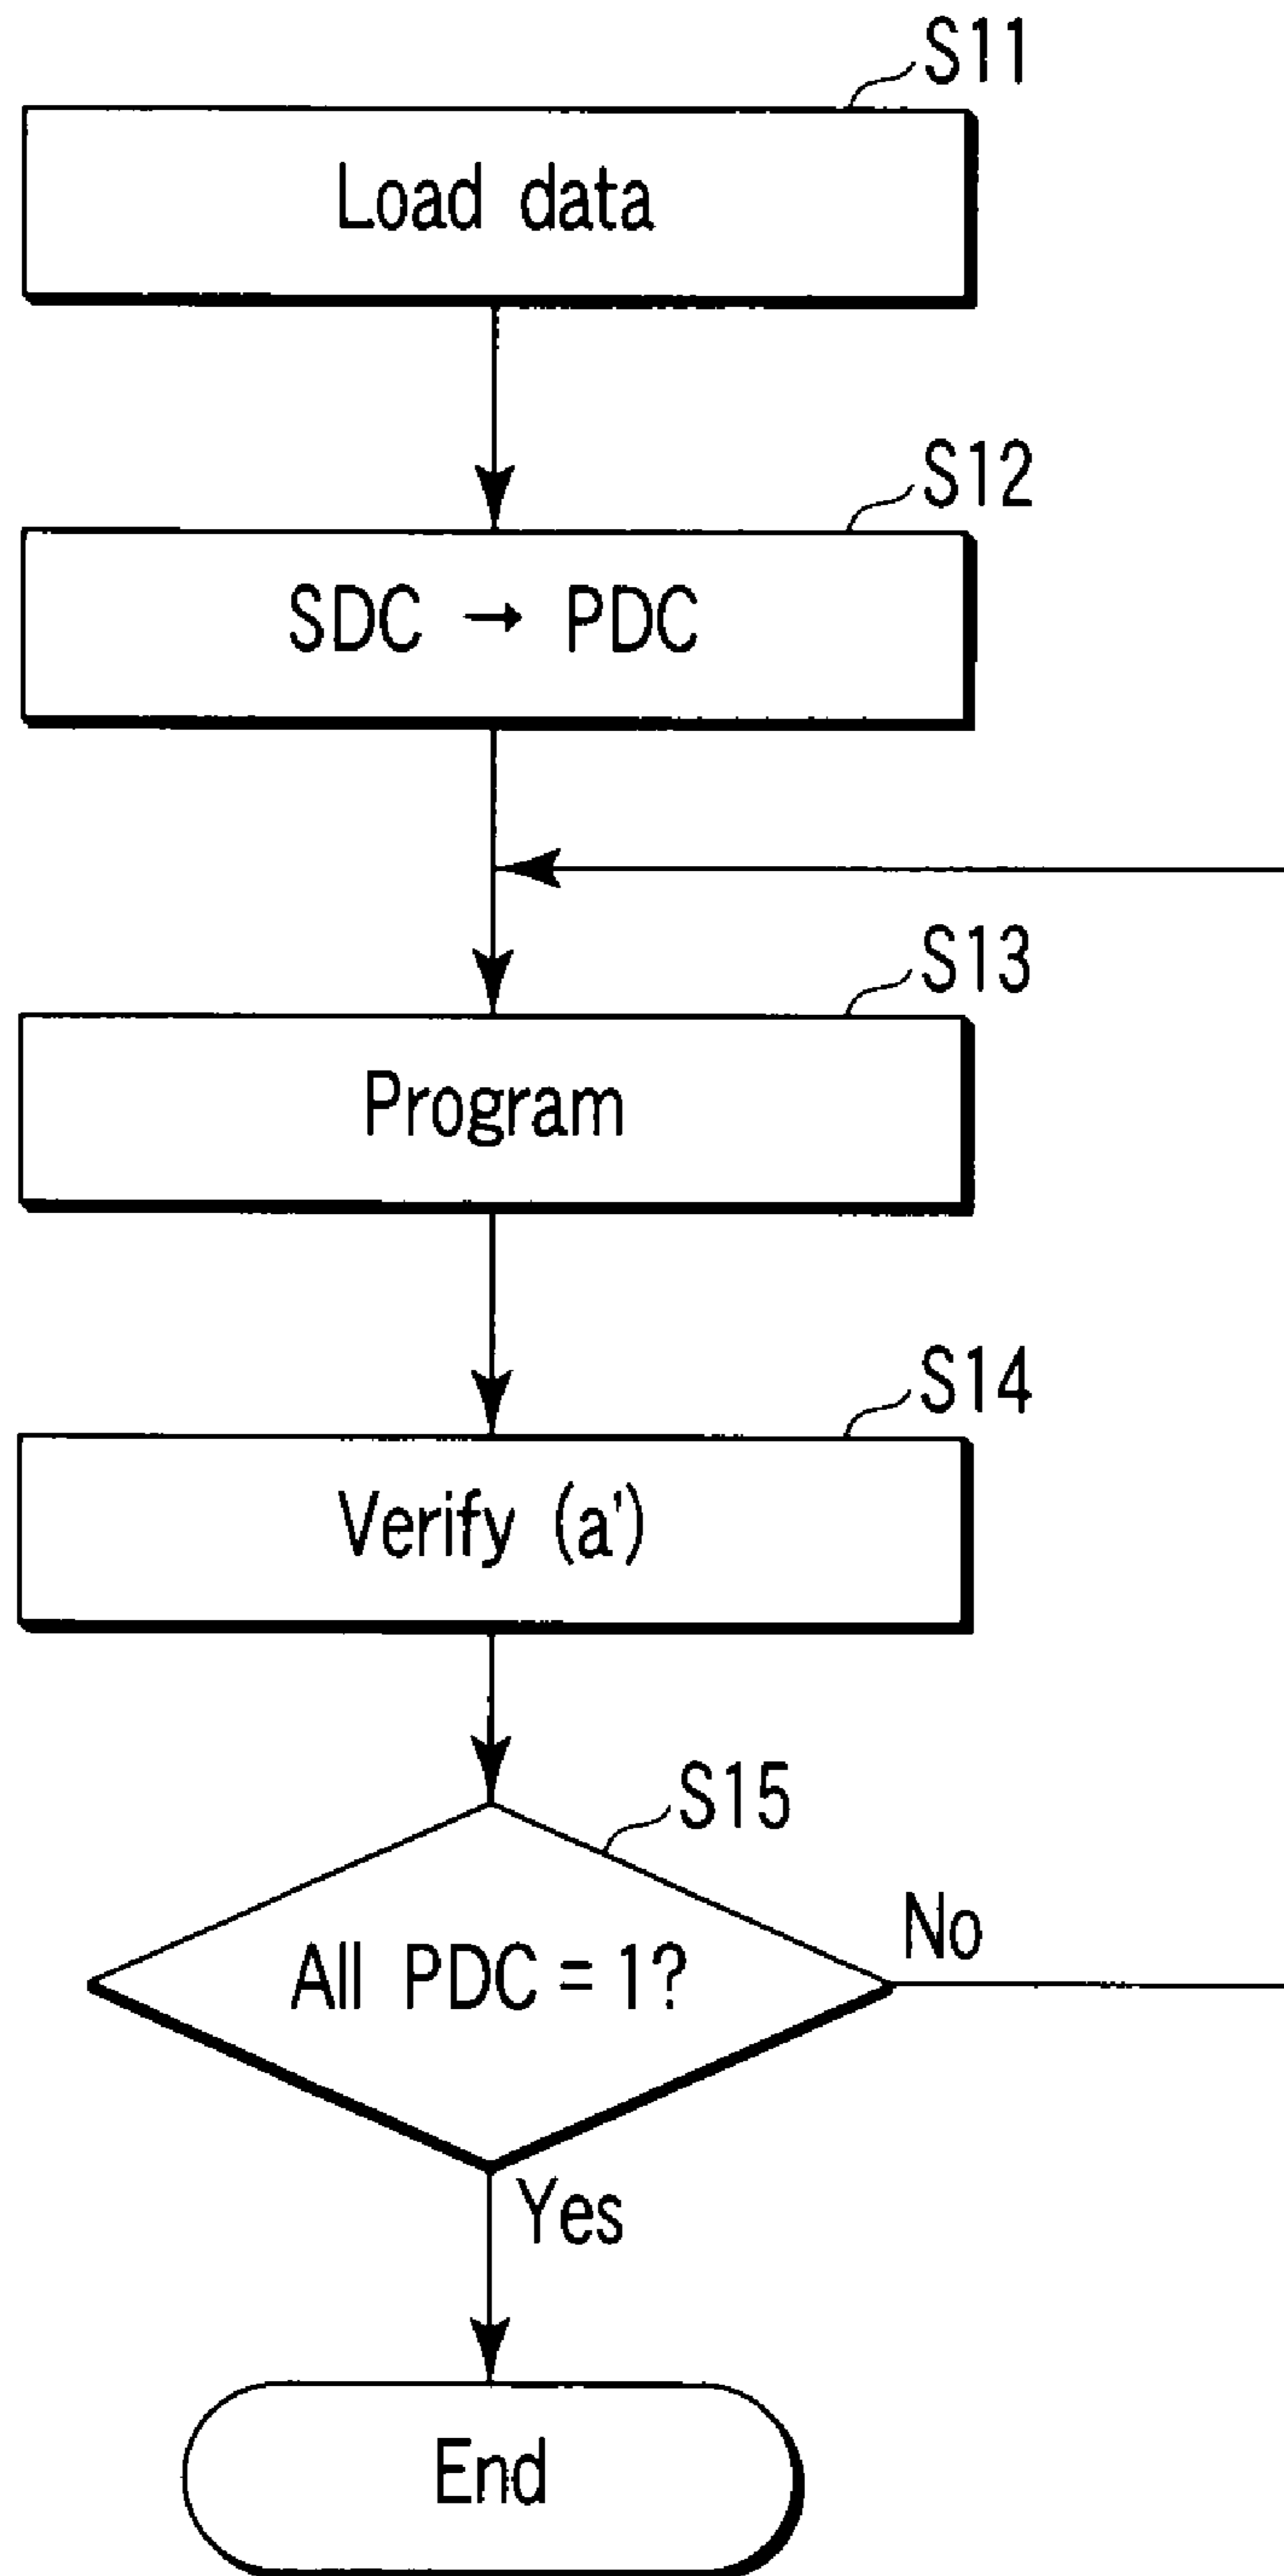 S11
Load data
S12
SDC → PDC
S13
Program
S14
Verify (a')
S15
All PDC = 1?
No
Yes
End